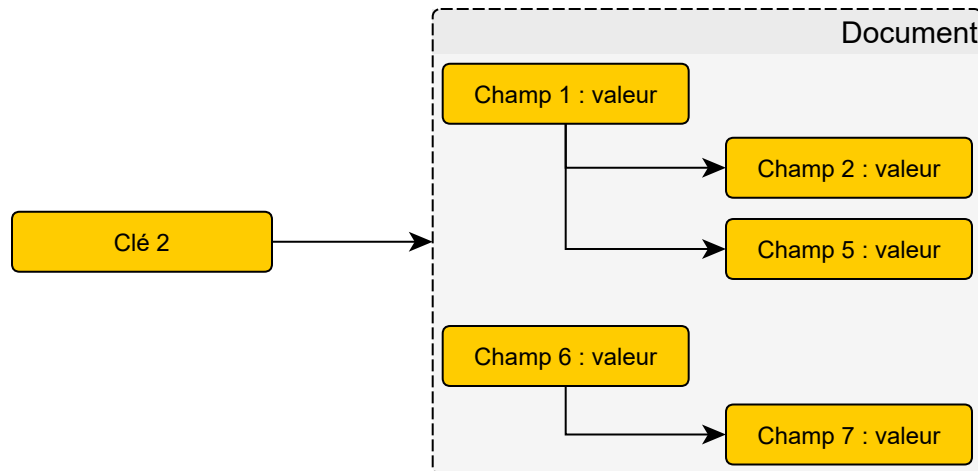 Document
Champ 1 : valeur
Champ 2 : valeur
Clé 2
Champ 5 : valeur
Champ 6 : valeur
Champ 7 : valeur